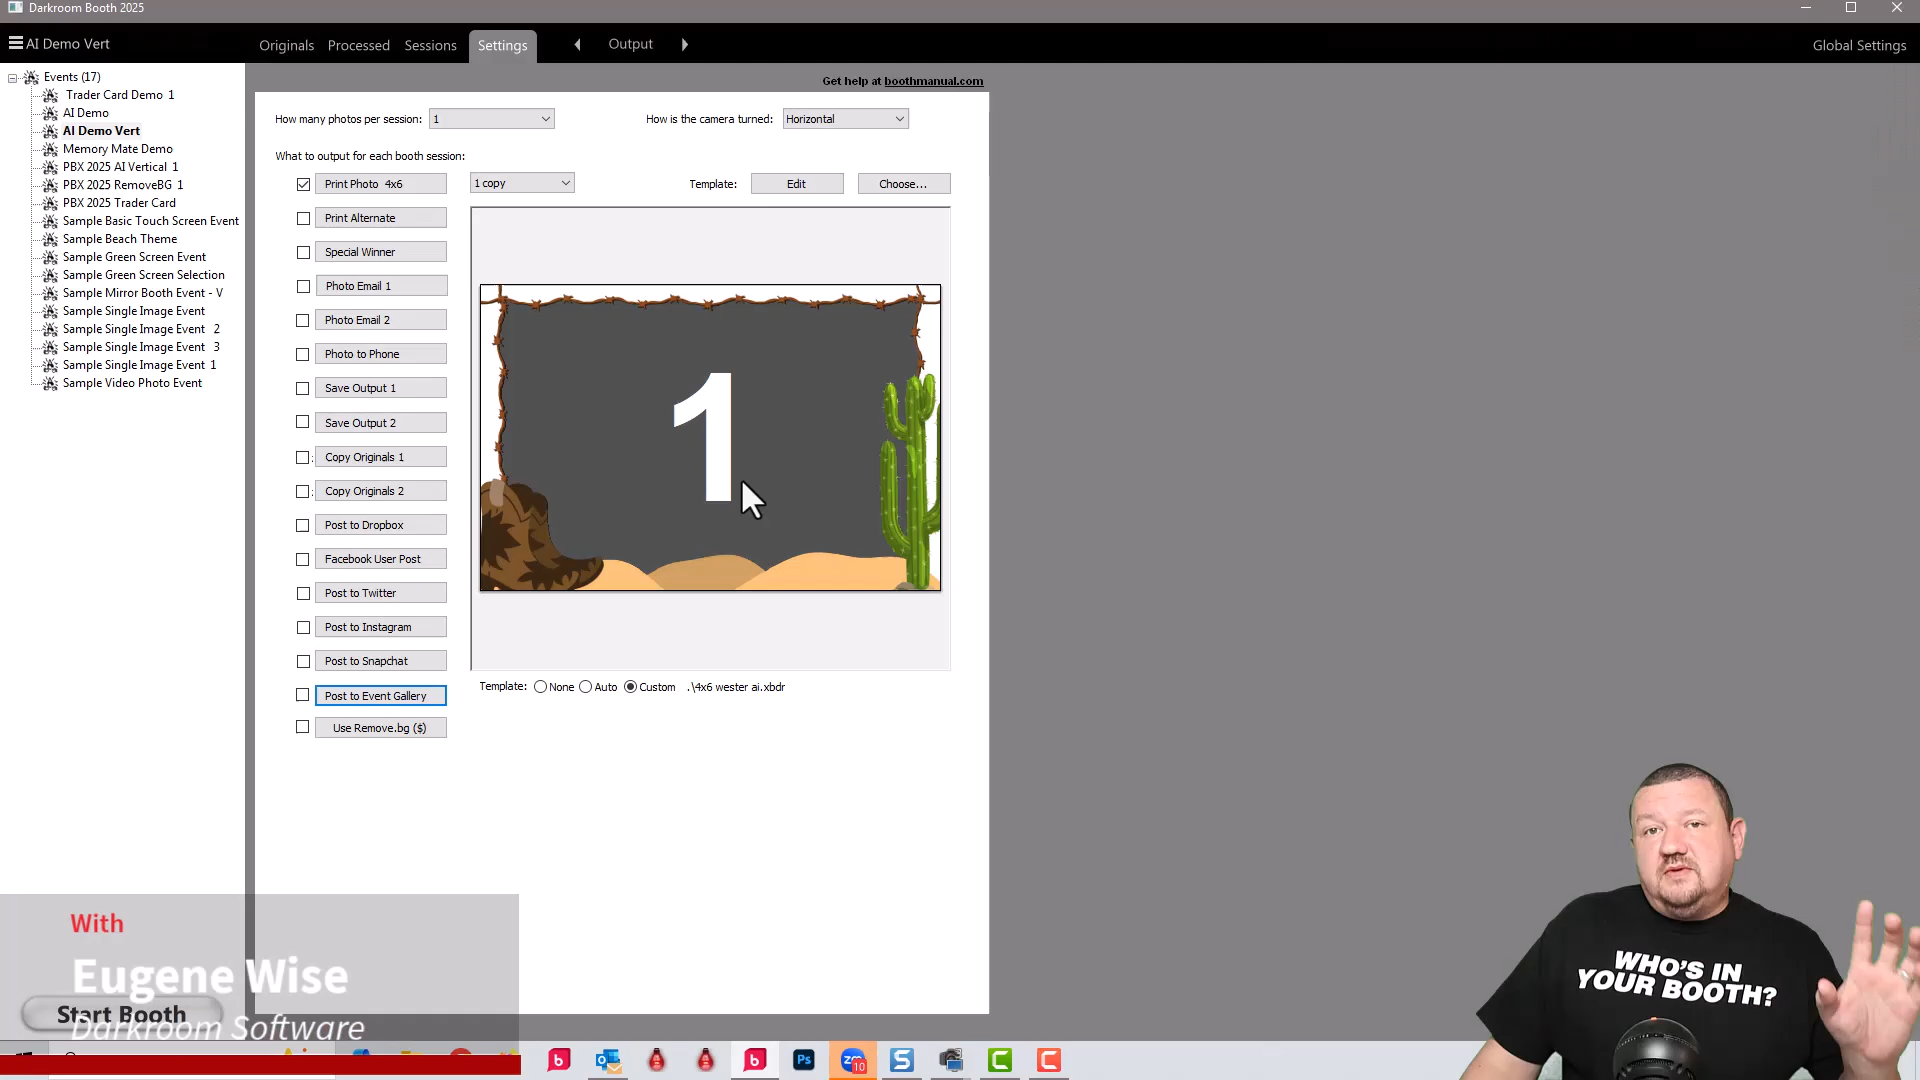 Darkroom Booth 2025
AI Demo Vert
Originals
Processed
Sessions
Settings
Output
Global Settings
Events (17)
Trader Card Demo 1
AI Demo
AI Demo Vert
Memory Mate Demo
PBX 2025 AI Vertical 1
PBX 2025 RemoveBG 1
PBX 2025 Trader Card
Sample Basic Touch Screen Event
Sample Beach Theme
Sample Green Screen Event
Sample Green Screen Selection
Sample Mirror Booth Event - V
Sample Single Image Event
Sample Single Image Event 2
Sample Single Image Event 3
Sample Single Image Event 1
Sample Video Photo Event
Get help at boothmanual.com
How many photos per session: 1
How is the camera turned: Horizontal
What to output for each booth session:
Print Photo 4x6
1 copy
Template:
Edit
Choose...
Print Alternate
Special Winner
Photo Email 1
Photo Email 2
Photo to Phone
Save Output 1
Save Output 2
Copy Originals 1
Copy Originals 2
Post to Dropbox
Facebook User Post
Post to Twitter
Post to Instagram
Post to Snapchat
Post to Event Gallery
Use Remove.bg ($)
1
Template: None Auto Custom .\4x6 wester ai.xbdr
With
Eugene Wise
Start Booth
Darkroom Software
WHO'S IN
YOUR BOOTH?
b
b
Ps
zm
10
S
C
C